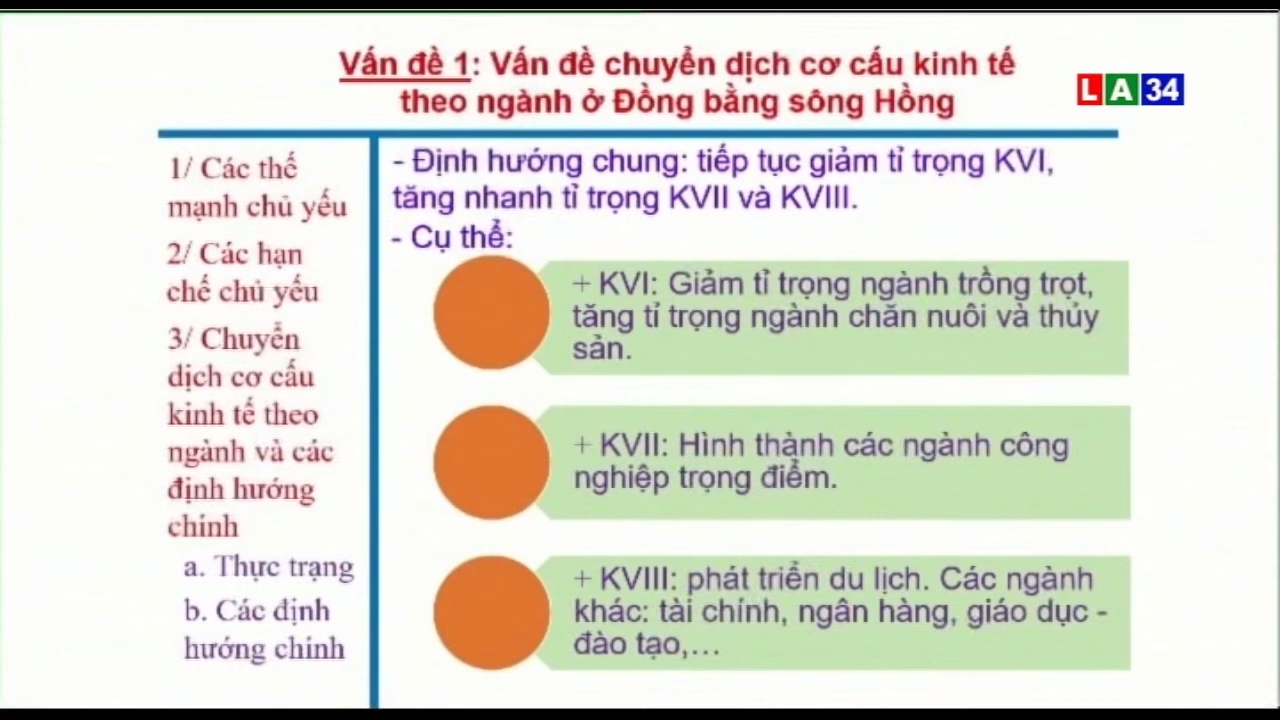 Vấn đề 1: Vấn đề chuyển dịch cơ cấu kinh tế
theo ngành ở Đồng bằng sông Hồng
LA34
1/ Các thế
mạnh chủ yếu
2/ Các hạn
chế chủ yếu
3/ Chuyển
dịch cơ cấu
kinh tế theo
ngành và các
định hướng
chính
a. Thực trạng
b. Các định
hướng chính
- Định hướng chung: tiếp tục giảm tỉ trọng KVI,
tăng nhanh tỉ trọng KVII và KVIII.
- Cụ thể:
+ KVI: Giảm tỉ trọng ngành trồng trọt,
tăng tỉ trọng ngành chăn nuôi và thủy
sản.
+ KVII: Hình thành các ngành công
nghiệp trọng điểm.
+ KVIII: phát triển du lịch. Các ngành
khác: tài chính, ngân hàng, giáo dục -
đào tạo,...